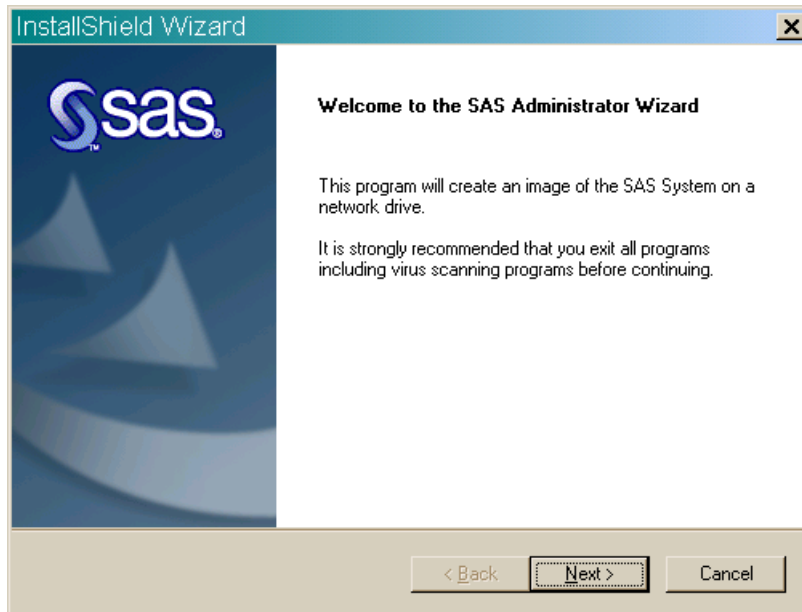 InstallShield Wizard
sas®
TM
Welcome to the SAS Administrator Wizard
This program will create an image of the SAS System on a
network drive.
It is strongly recommended that you exit all programs
including virus scanning programs before continuing.
< Back
Next >
Cancel